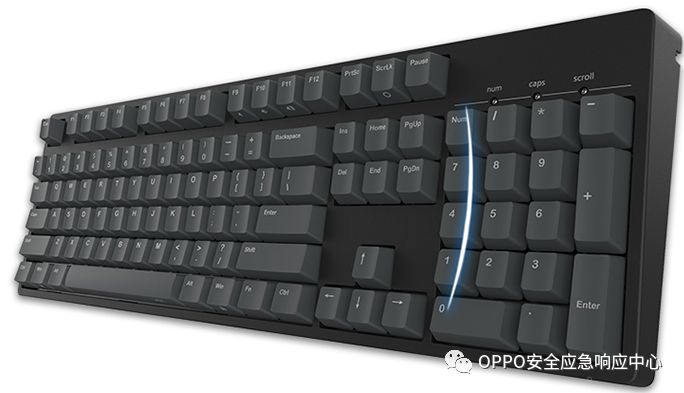 num caps scroll
F8 F9 F10 F11 F12 PrtSc ScrLk Pause
Backspace Ins Home PgUp Num / * -
Q W E R T Y U I O P { [ } ] | \ Del End PgDn 7 8 9 +
A S D F G H J K L : ; Enter 4 5 6
Z X C V B N M < , > . ? / Shift ↑ 1 2 3 Enter
Alt Win Fn Ctrl ← ↓ → 0 .
OPPO安全应急响应中心